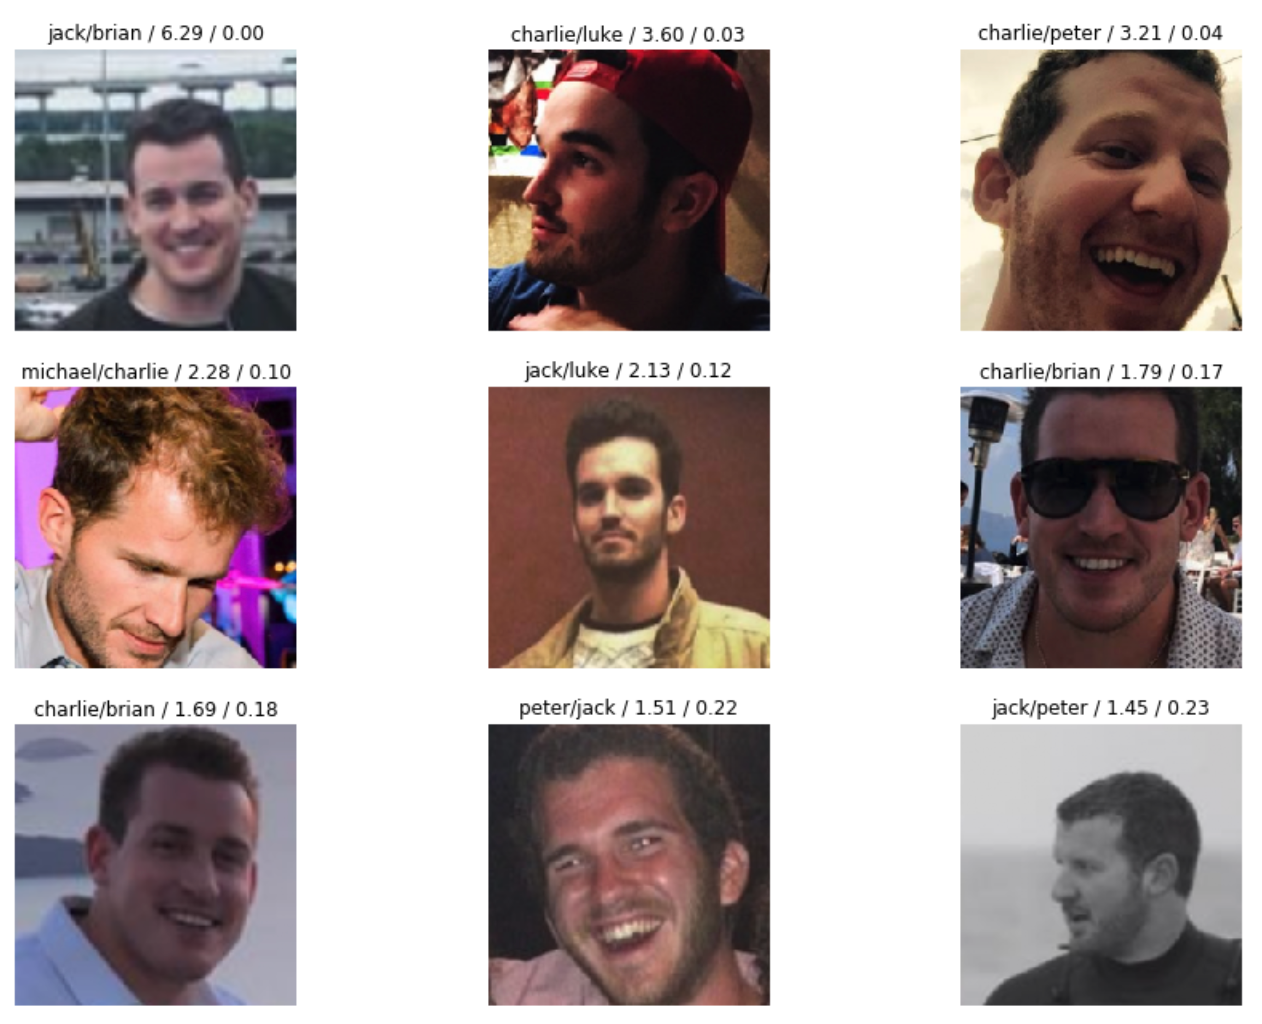 jack/brian / 6.29 / 0.00
charlie/luke / 3.60 / 0.03
charlie/peter / 3.21 / 0.04
michael/charlie / 2.28 / 0.10
jack/luke / 2.13 / 0.12
charlie/brian / 1.79 / 0.17
charlie/brian / 1.69 / 0.18
peter/jack / 1.51 / 0.22
jack/peter / 1.45 / 0.23